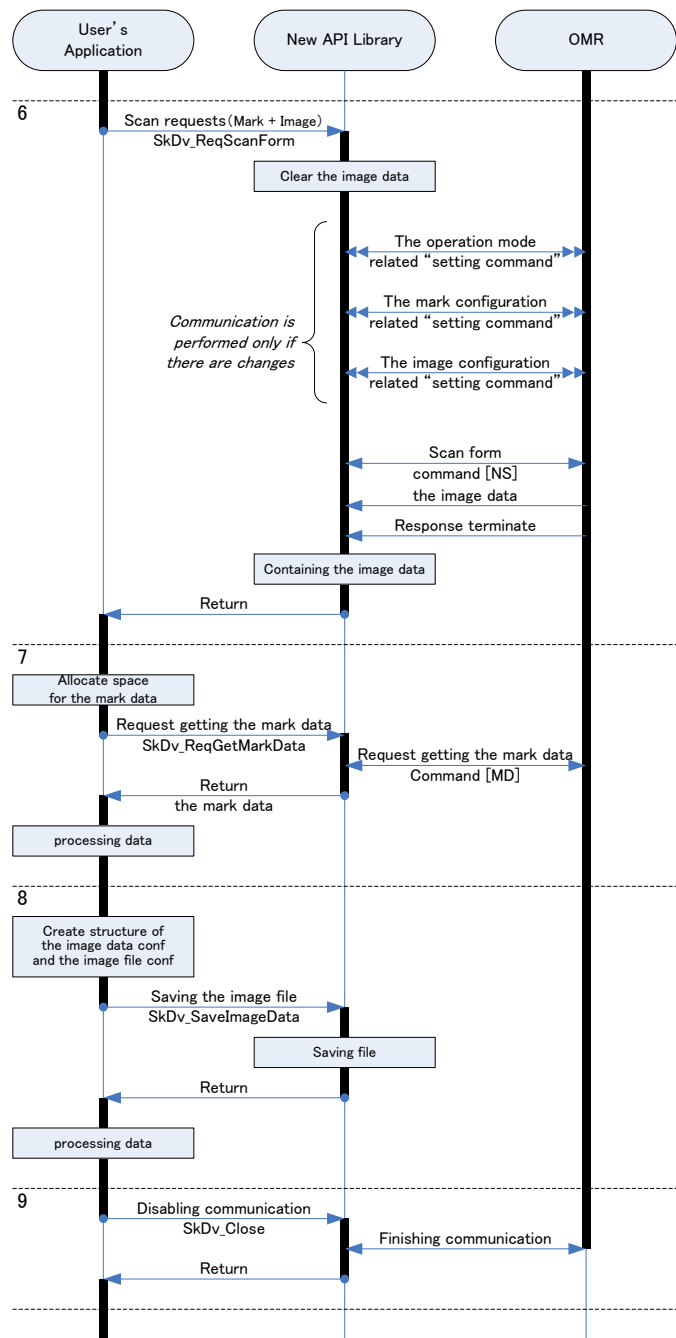 User's
Application
New API Library
OMR
6
Scan requests(Mark + Image)
SkDv_ReqScanForm
Clear the image data
The operation mode
related “setting command”
The mark configuration
related “setting command”
Communication is
performed only if
there are changes
The image configuration
related “setting command”
Scan form
command [NS]
the image data
Response terminate
Containing the image data
Return
7
Allocate space
for the mark data
Request getting the mark data
SkDv_ReqGetMarkData
Request getting the mark data
Command [MD]
Return
the mark data
processing data
8
Create structure of
the image data conf
and the image file conf
Saving the image file
SkDv_SaveImageData
Saving file
Return
processing data
9
Disabling communication
SkDv_Close
Finishing communication
Return